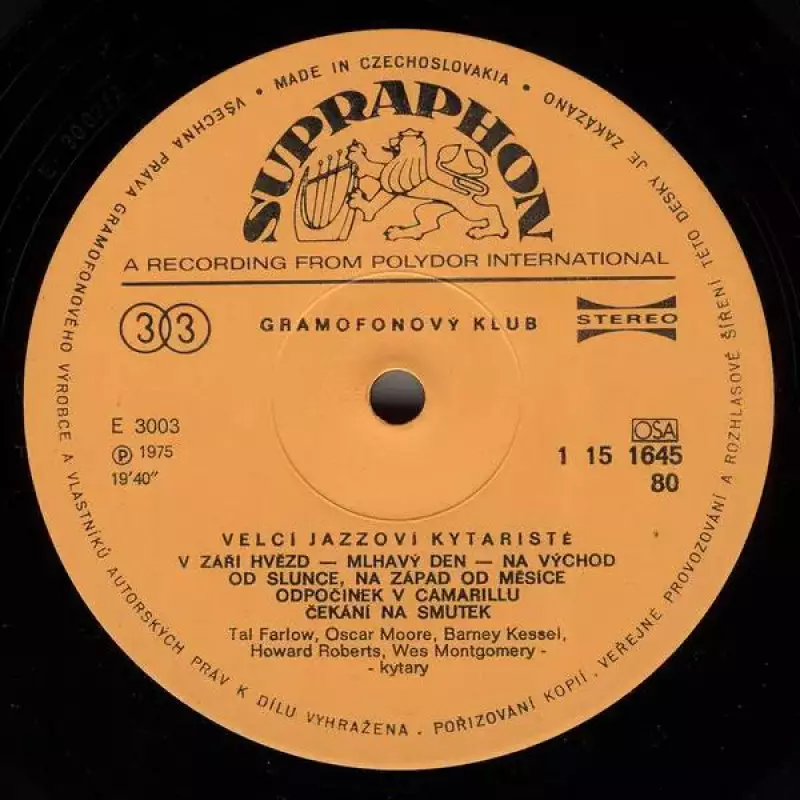 VŠECHNA PRÁVA GRAMOFONOVÉHO VÝROBCE A VLASTNÍKŮ AUTORSKÝCH PRÁV K DÍLU VYHRAŽENA . POŘIZOVÁNÍ KOPIÍ , VEŘEJNÉ PROVOZOVÁNÍ A ROZHLASOVÉ ŠÍŘENÍ TÉTO DESKY JE ZAKÁZÁNO
• MADE IN CZECHOSLOVAKIA •
SUPRAPHON
A RECORDING FROM POLYDOR INTERNATIONAL
33
GRAMOFONOVÝ KLUB
STEREO
E 3003
Ⓟ 1975
19'40"
OSA
1 15 1645
80
VELCÍ JAZZOVÍ KYTARISTÉ
V ZÁŘI HVĚZD — MLHAVÝ DEN — NA VÝCHOD
OD SLUNCE, NA ZÁPAD OD MĚSÍCE
ODPOČINEK V CAMARILLU
ČEKÁNÍ NA SMUTEK
Tal Farlow, Oscar Moore, Barney Kessel,
Howard Roberts, Wes Montgomery -
- kytary